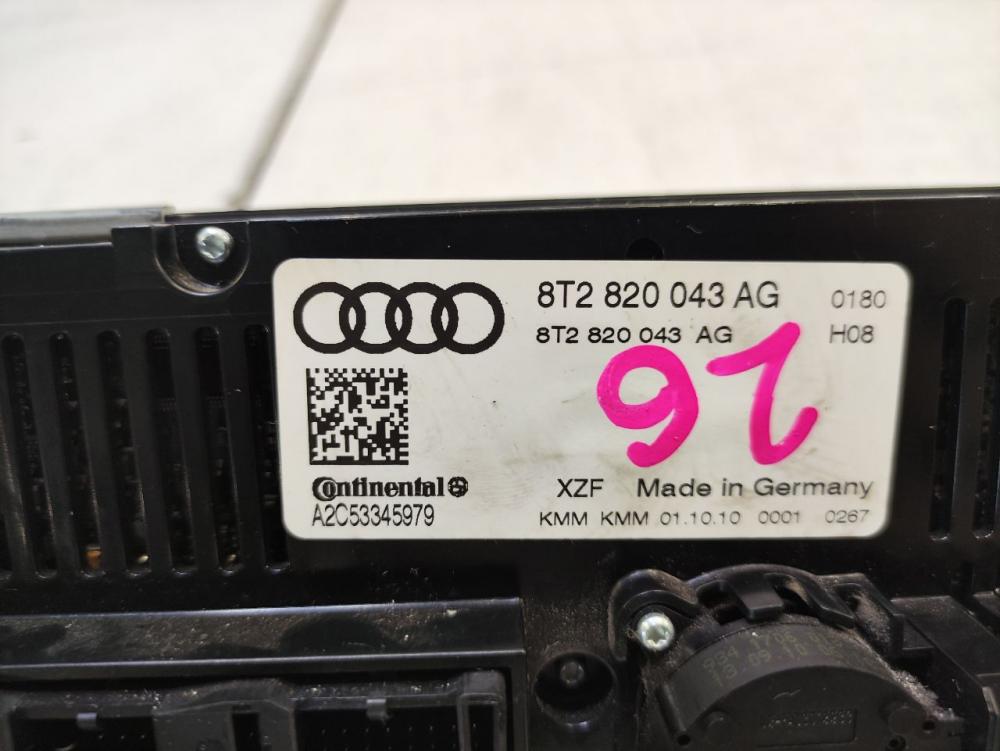 8T2 820 043 AG 0180
8T2 820 043 AG H08
Continental
A2C53345979
XZF Made in Germany
KMM KMM 01.10.10 0001 0267